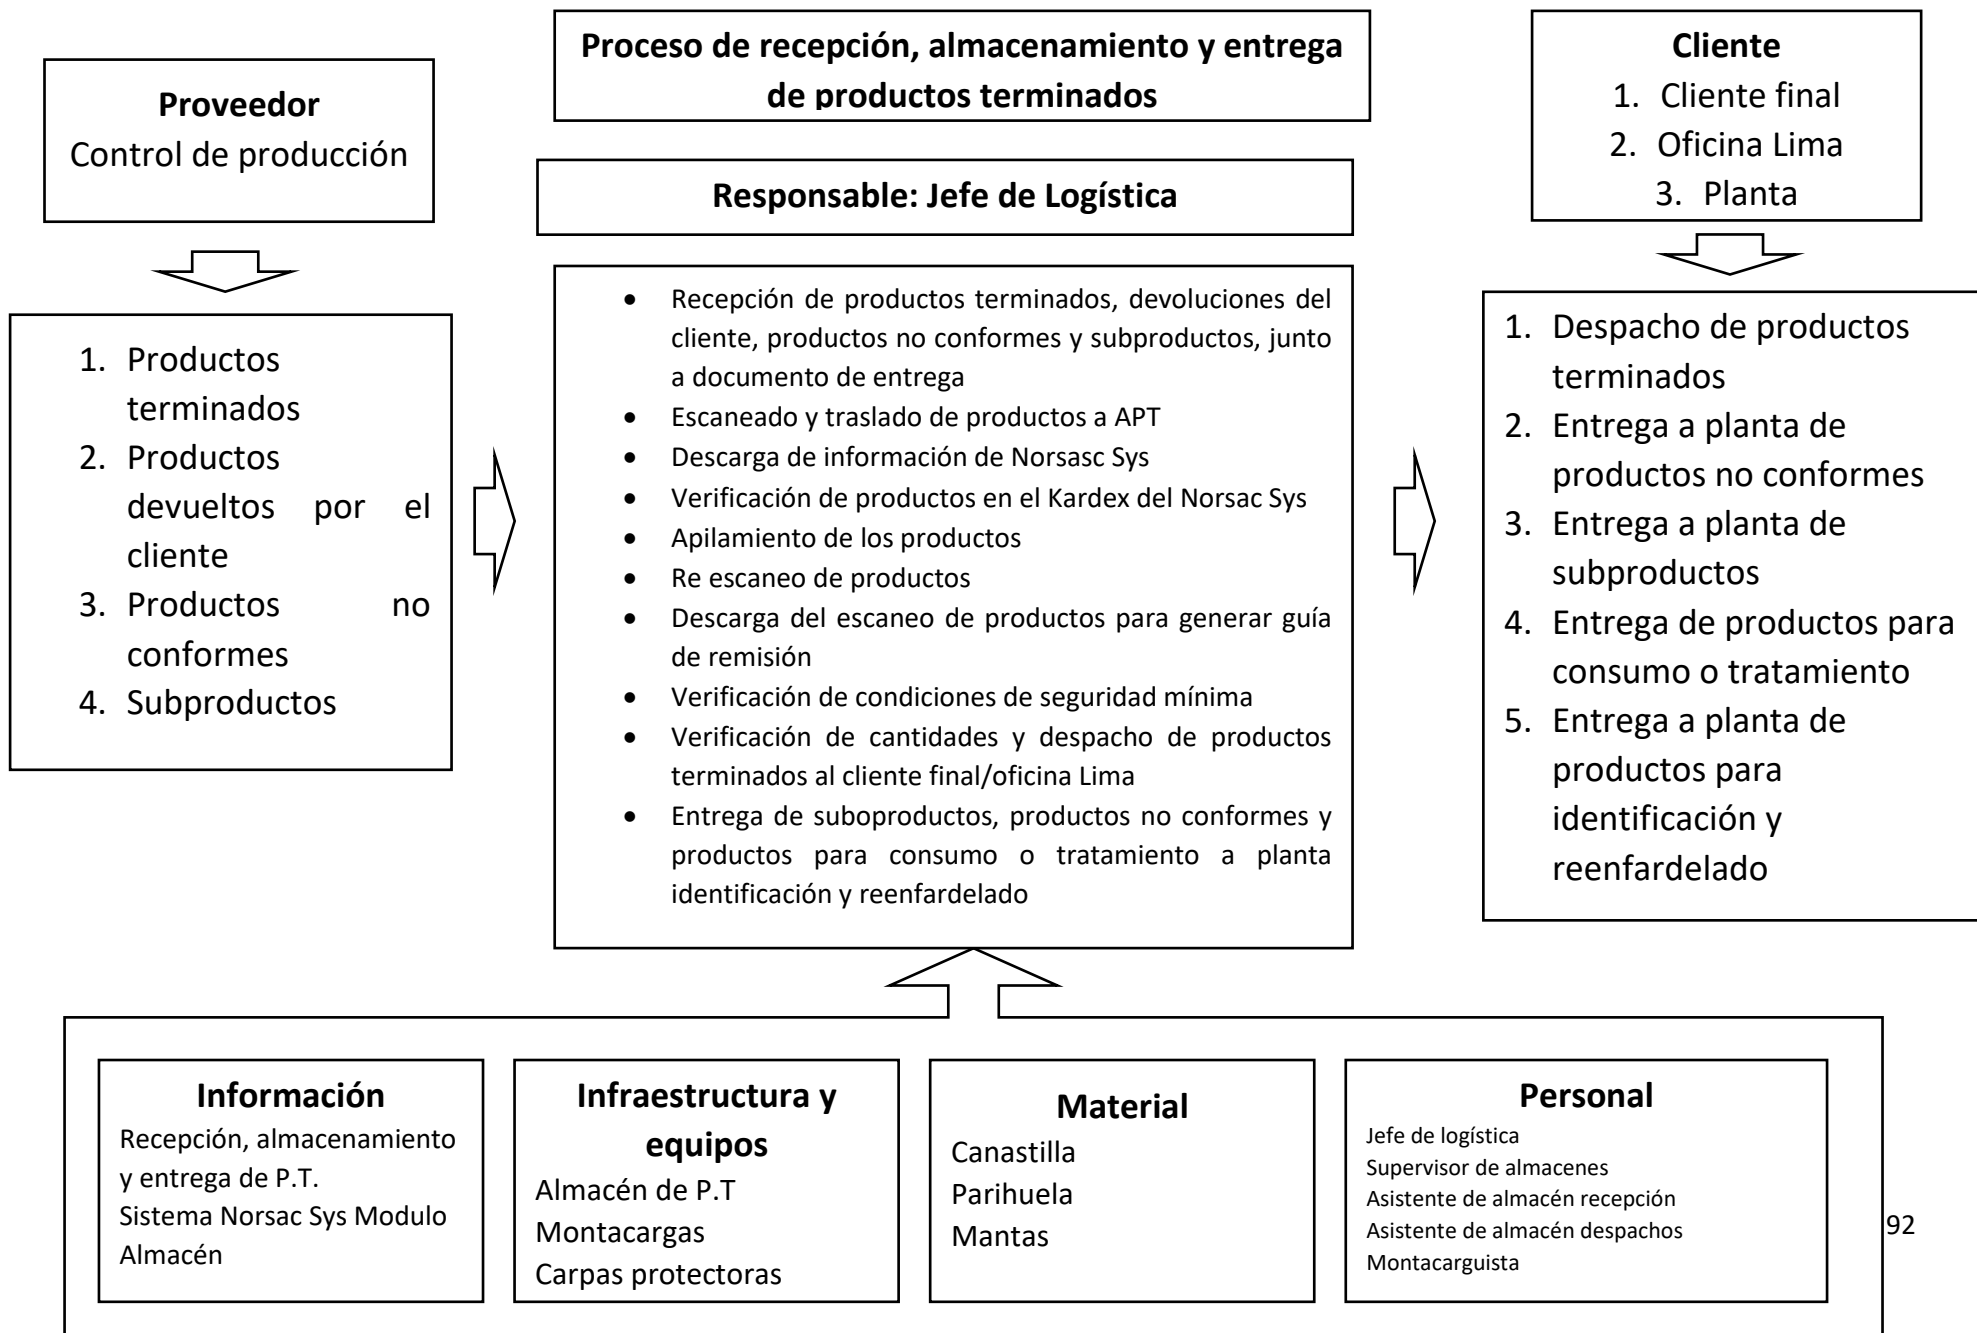 Proceso de recepción, almacenamiento y entrega
de productos terminados
Responsable: Jefe de Logística
Proveedor
Control de producción
Cliente
1. Cliente final
2. Oficina Lima
3. Planta
1. Productos
terminados
2. Productos
devueltos por el
cliente
3. Productos no
conformes
4. Subproductos
• Recepción de productos terminados, devoluciones del
cliente, productos no conformes y subproductos, junto
a documento de entrega
• Escaneado y traslado de productos a APT
• Descarga de información de Norsasc Sys
• Verificación de productos en el Kardex del Norsac Sys
• Apilamiento de los productos
• Re escaneo de productos
• Descarga del escaneo de productos para generar guía
de remisión
• Verificación de condiciones de seguridad mínima
• Verificación de cantidades y despacho de productos
terminados al cliente final/oficina Lima
• Entrega de suboproductos, productos no conformes y
productos para consumo o tratamiento a planta
identificación y reenfardelado
1. Despacho de productos
terminados
2. Entrega a planta de
productos no conformes
3. Entrega a planta de
subproductos
4. Entrega de productos para
consumo o tratamiento
5. Entrega a planta de
productos para
identificación y
reenfardelado
Información
Recepción, almacenamiento
y entrega de P.T.
Sistema Norsac Sys Modulo
Almacén
Infraestructura y
equipos
Almacén de P.T
Montacargas
Carpas protectoras
Material
Canastilla
Parihuela
Mantas
Personal
Jefe de logística
Supervisor de almacenes
Asistente de almacén recepción
Asistente de almacén despachos
Montacarguista
92